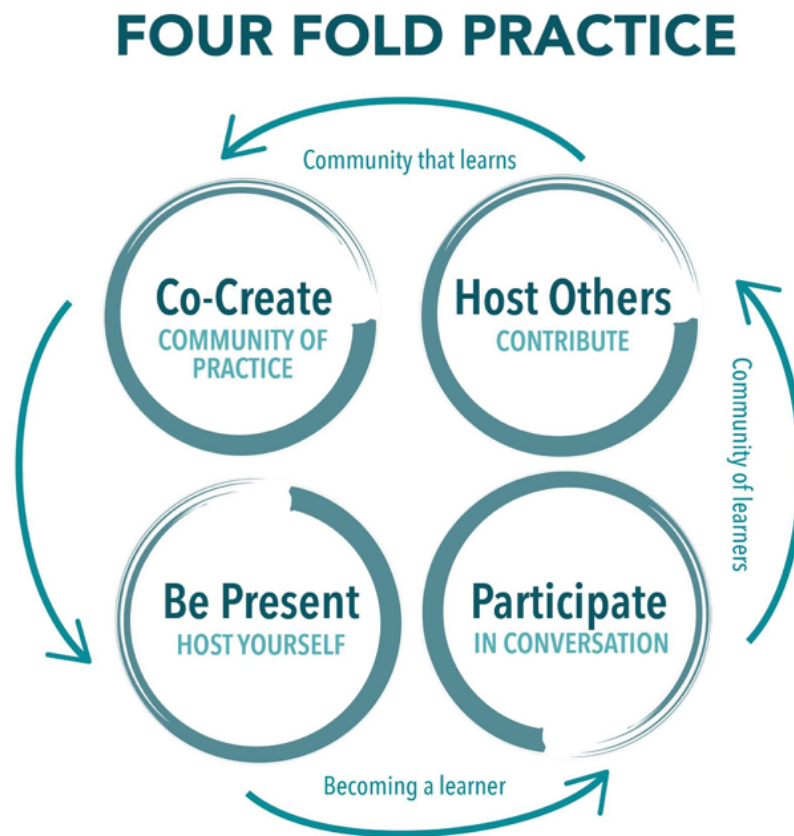 FOUR FOLD PRACTICE
Community that learns
Co-Create
COMMUNITY OF
PRACTICE
Host Others
CONTRIBUTE
Community of learners
Be Present
HOST YOURSELF
Participate
IN CONVERSATION
Becoming a learner